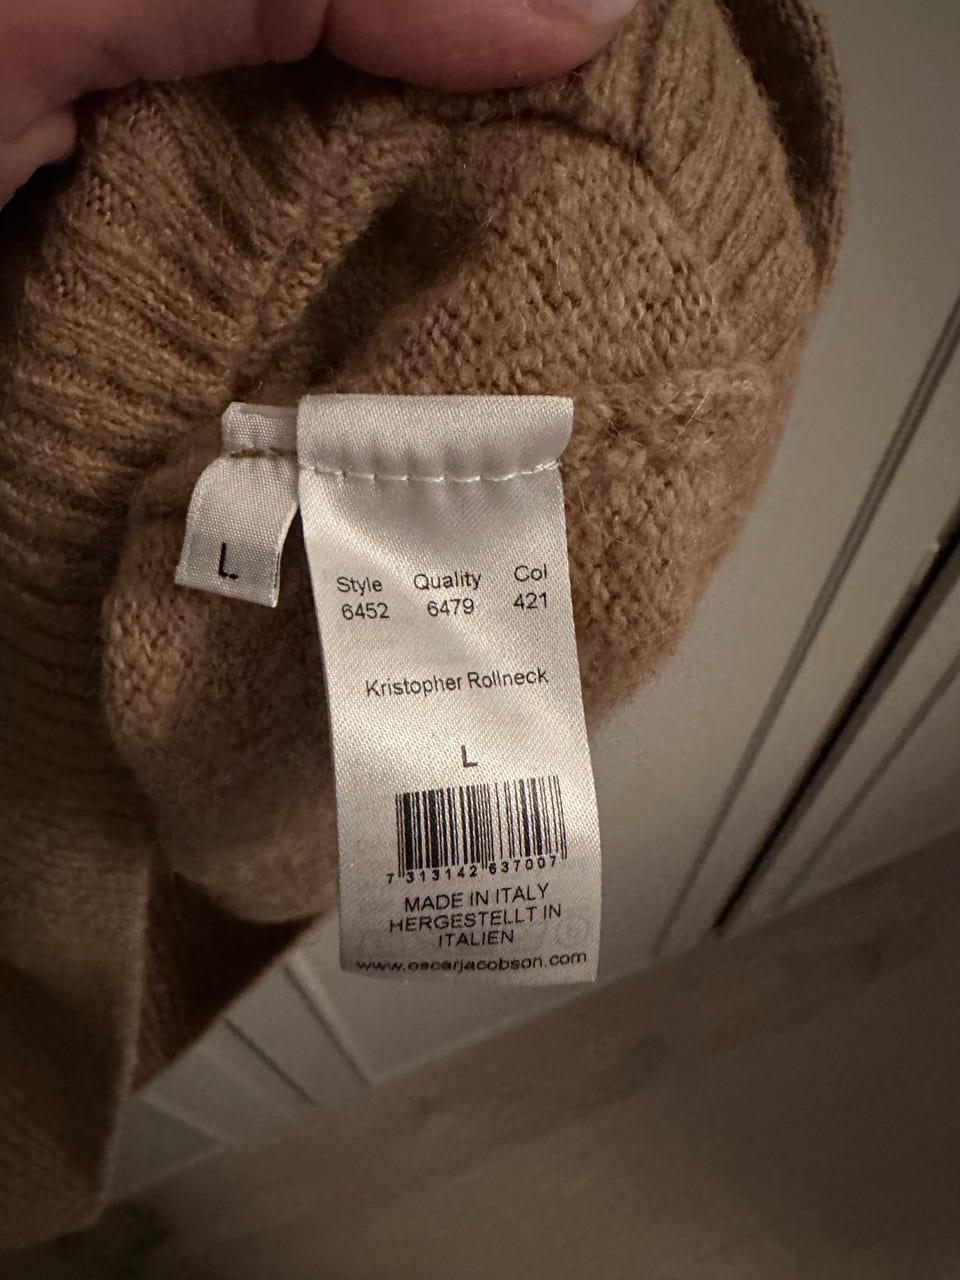 L
Style Quality Col
6452 6479 421
Kristopher Rollneck
L
7 313142 637007
MADE IN ITALY
HERGESTELLT IN
ITALIEN
www.oscarjacobson.com